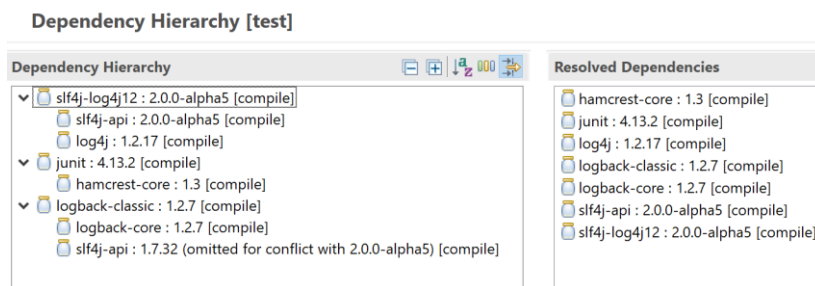 Dependency Hierarchy [test]
Dependency Hierarchy
slf4j-log4j12 : 2.0.0-alpha5 [compile]
slf4j-api : 2.0.0-alpha5 [compile]
log4j : 1.2.17 [compile]
junit : 4.13.2 [compile]
hamcrest-core : 1.3 [compile]
logback-classic : 1.2.7 [compile]
logback-core : 1.2.7 [compile]
slf4j-api : 1.7.32 (omitted for conflict with 2.0.0-alpha5) [compile]
Resolved Dependencies
hamcrest-core : 1.3 [compile]
junit : 4.13.2 [compile]
log4j : 1.2.17 [compile]
logback-classic : 1.2.7 [compile]
logback-core : 1.2.7 [compile]
slf4j-api : 2.0.0-alpha5 [compile]
slf4j-log4j12 : 2.0.0-alpha5 [compile]